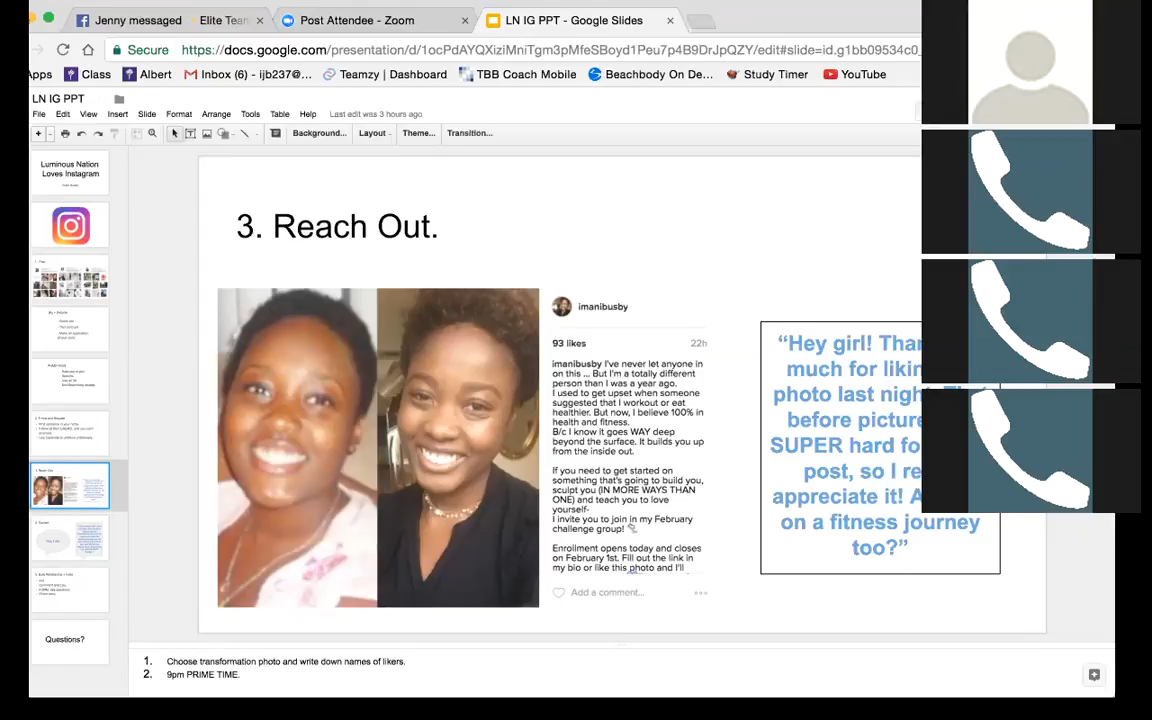 Jenny messaged
Elite Tean
Post Attendee - Zoom
LN IG PPT - Google Slides
Secure
https://docs.google.com/presentation/d/1ocPdAYQXiziMniTgm3pMfeSBoyd1Peu7p4B9DrJpQZY/edit#slide=id.g1bb09534c0_
Apps
Class
Albert
Inbox (6) - ijb237@...
Teamzy | Dashboard
TBB Coach Mobile
Beachbody On De...
Study Timer
YouTube
LN IG PPT
File Edit View Insert Slide Format Arrange Tools Table Help Last edit was 3 hours ago
Background... Layout Theme... Transition...
Luminous Nation
Loves Instagram
Questions?
3. Reach Out.
imanibusby
93 likes 22h
imanibusby I've never let anyone in
on this ... But I'm a totally different
person than I was a year ago.
I used to get upset when someone
suggested that I workout or eat
healthier. But now, I believe 100% in
health and fitness.
B/c I know it goes WAY deep
beyond the surface. It builds you up
from the inside out.
If you need to get started on
something that's going to build you,
sculpt you (IN MORE WAYS THAN
ONE) and teach you to love
yourself-
I invite you to join in my February
challenge group!
Enrollment opens today and closes
on February 1st. Fill out the link in
my bio or like this photo and I'll
Add a comment...
“Hey girl! Than
much for likin
photo last nigh
before picture
SUPER hard fo
post, so I re
appreciate it! A
on a fitness journey
too?”
1. Choose transformation photo and write down names of likers.
2. 9pm PRIME TIME.